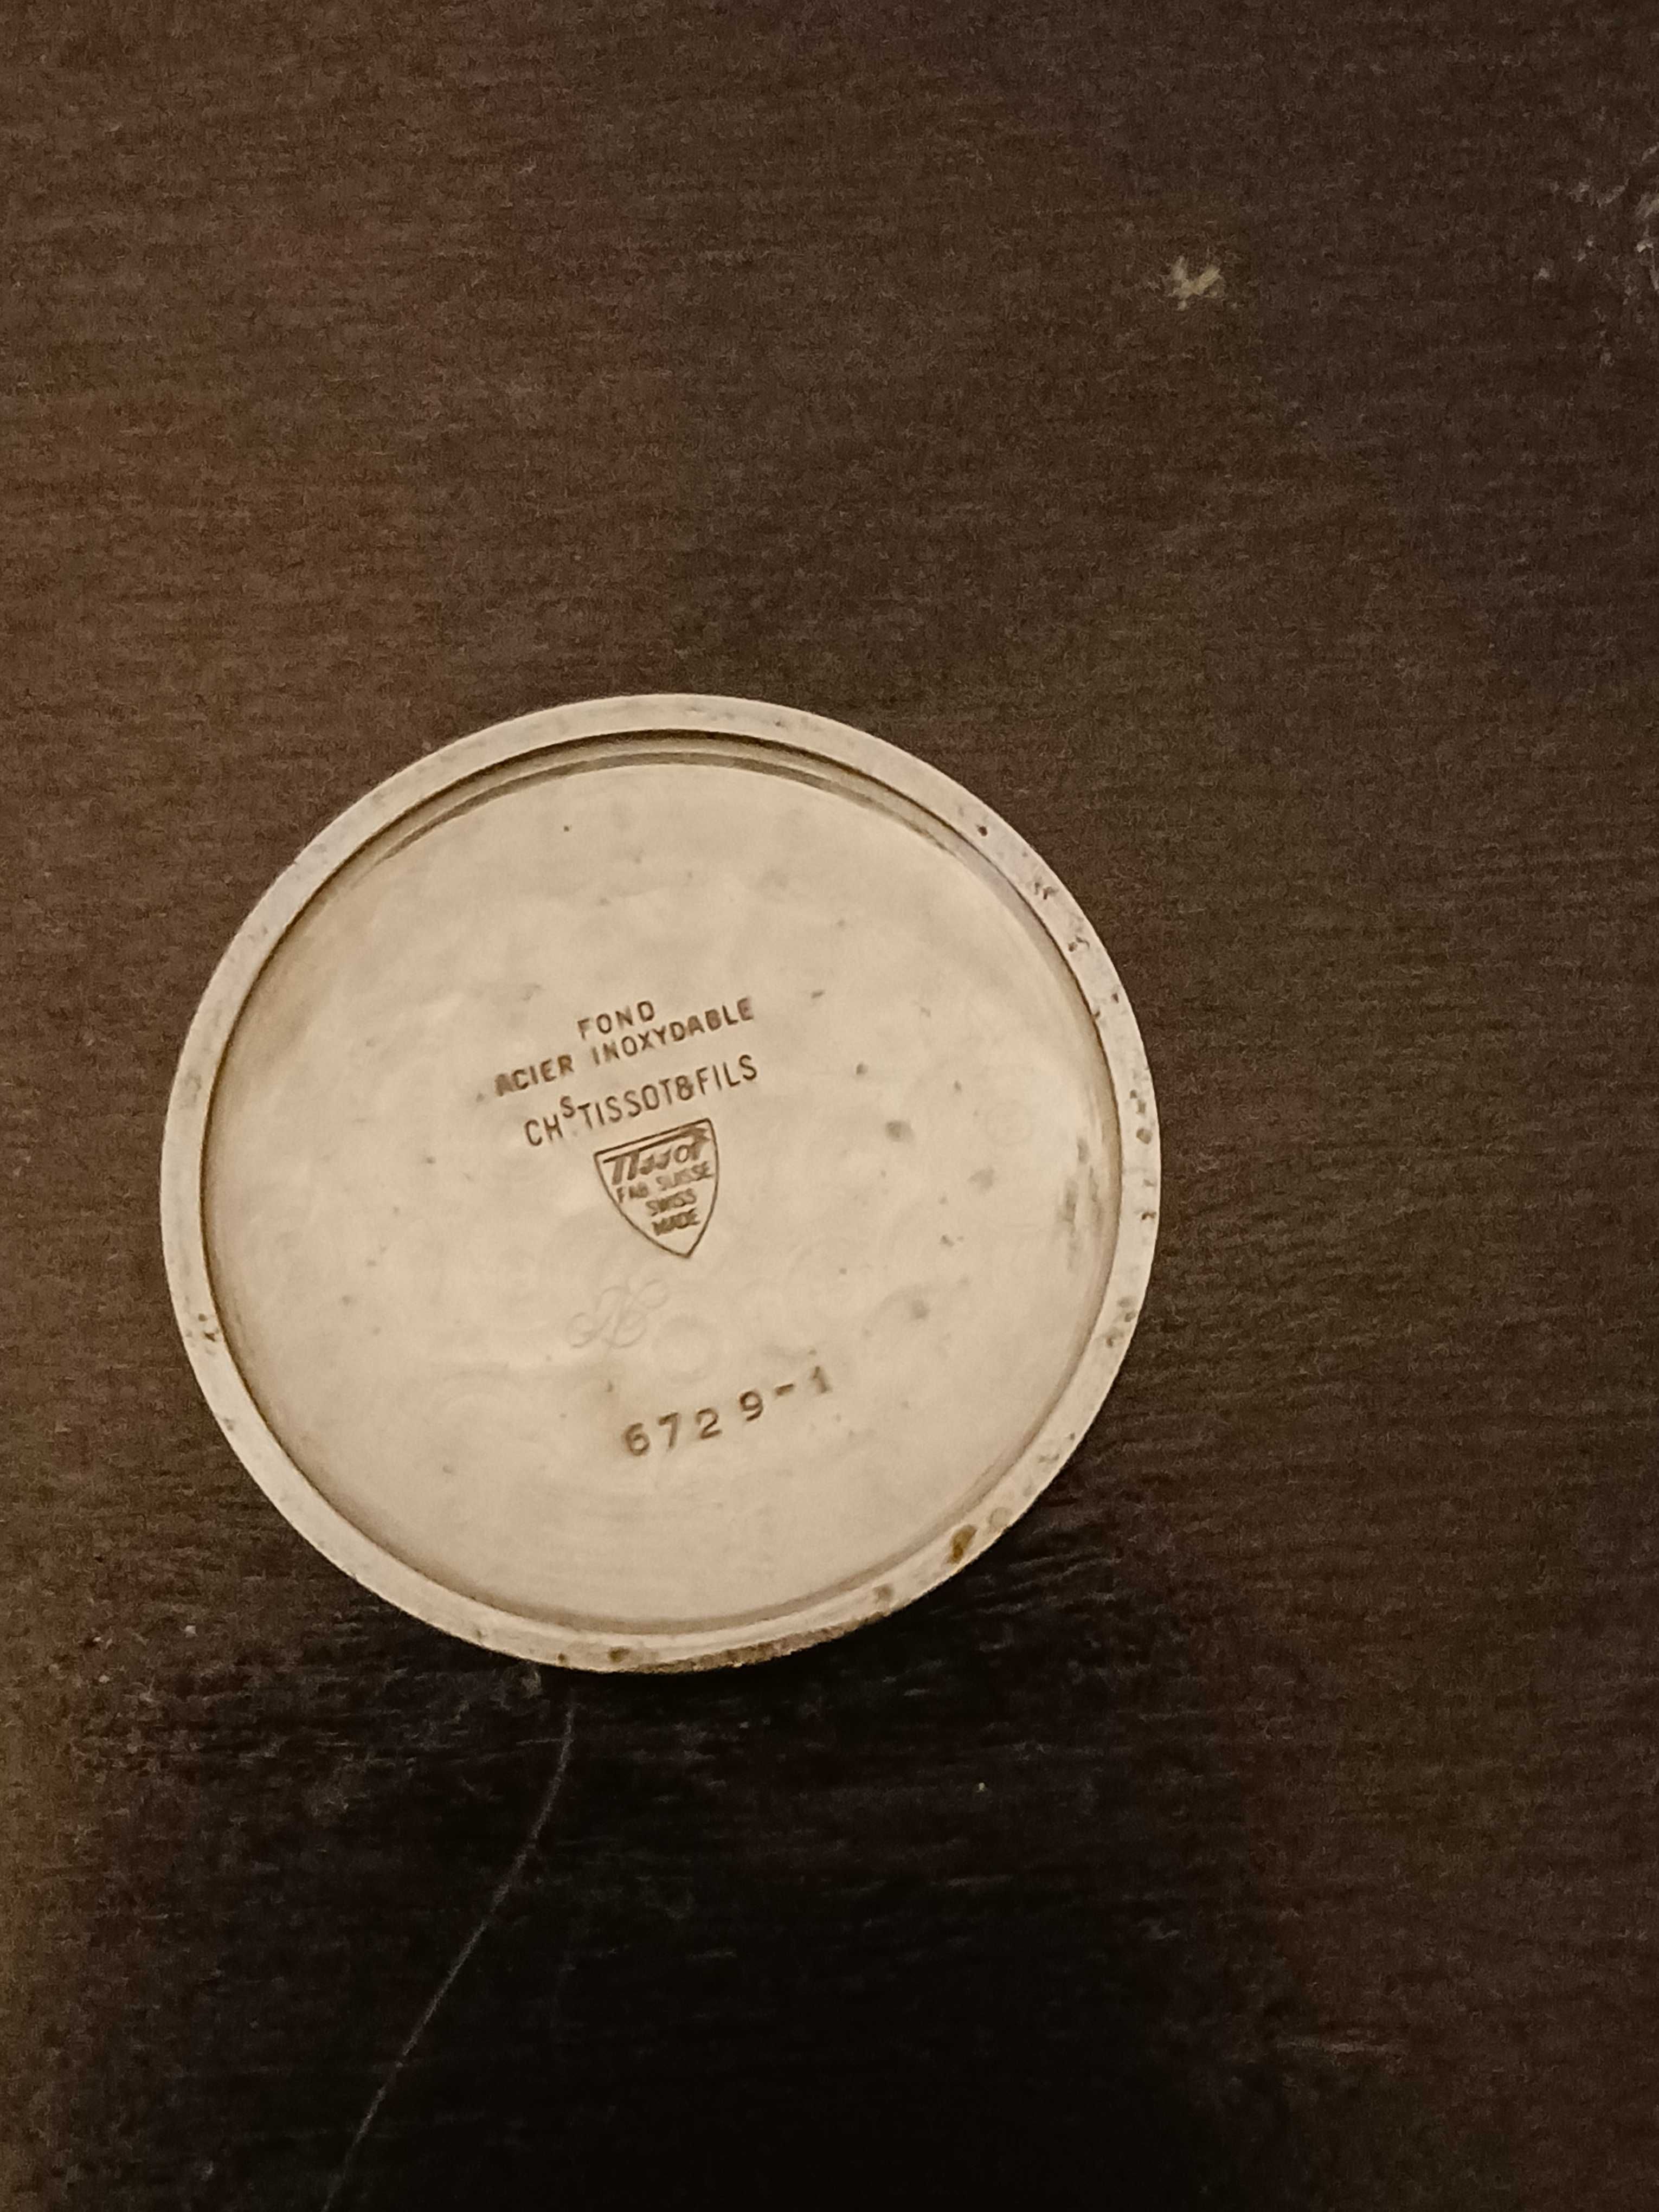 FOND
ACIER INOXYDABLE
CHS TISSOT & FILS
Tissot
FAB SUISSE
SWISS
MADE
6729-1